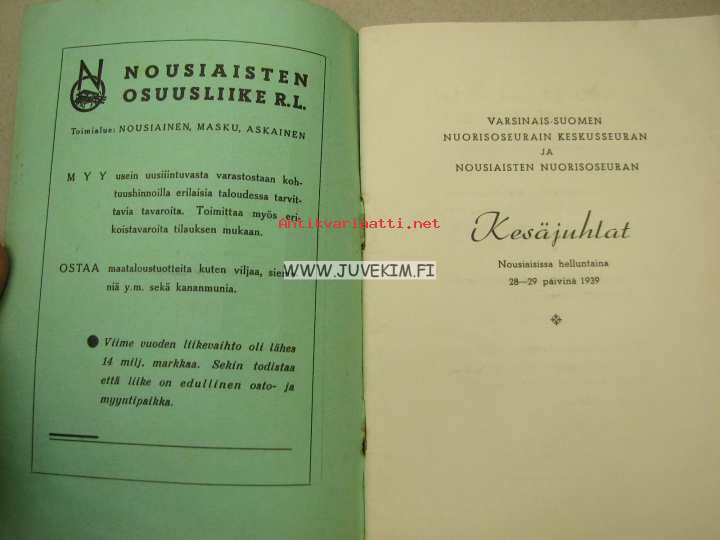 NOUSIAISTEN
OSUUSLIIKE R.L.
Toimialue: NOUSIAINEN, MASKU, ASKAINEN
MYY usein uusiintuvasta varastostaan koh-
tuushinnoilla erilaisia taloudessa tarvit-
tavia tavaroita. Toimittaa myös eri-
koistavaroita tilauksen mukaan.
OSTAA maataloustuotteita kuten viljaa, sieme
niä y.m. sekä kananmunia.
Viime vuoden liikevaihto oli lähes
14 milj. markkaa. Sekin todistaa
että liike on edullinen osto- ja
myyntipaikka.
VARSINAIS-SUOMEN
NUORISOSEURAIN KESKUSSEURAN
JA
NOUSIAISTEN NUORISOSEURAN
Kesäjuhlat
Nousiaisissa helluntaina
28—29 päivinä 1939
Antikvariaatti.net
WWW.JUVEKIM.FI